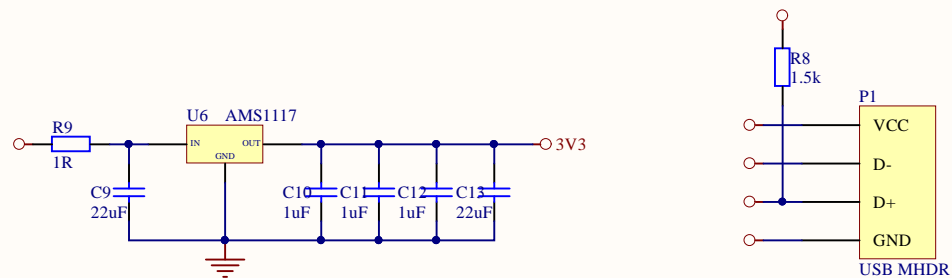 R9
1R
U6 AMS1117
IN
OUT
GND
3V3
C9
22uF
C10
1uF
C11
1uF
C12
1uF
C13
22uF
R8
1.5k
P1
VCC
D-
D+
GND
USB MHDR